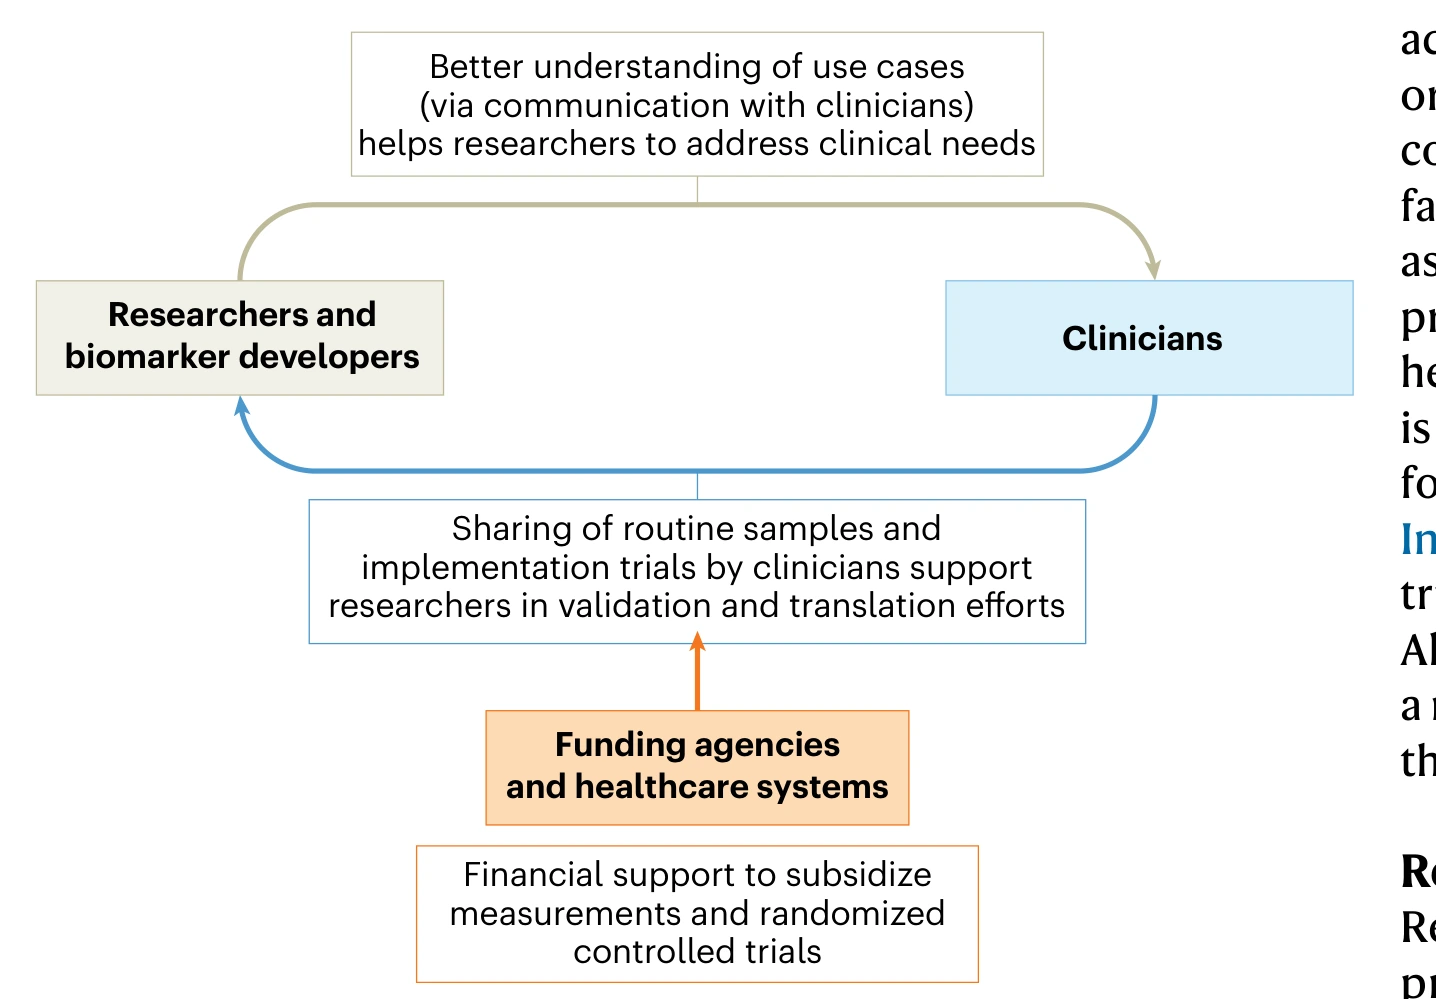 Better understanding of use cases
(via communication with clinicians)
helps researchers to address clinical needs
Researchers and
biomarker developers
Clinicians
Sharing of routine samples and
implementation trials by clinicians support
researchers in validation and translation efforts
Funding agencies
and healthcare systems
Financial support to subsidize
measurements and randomized
controlled trials